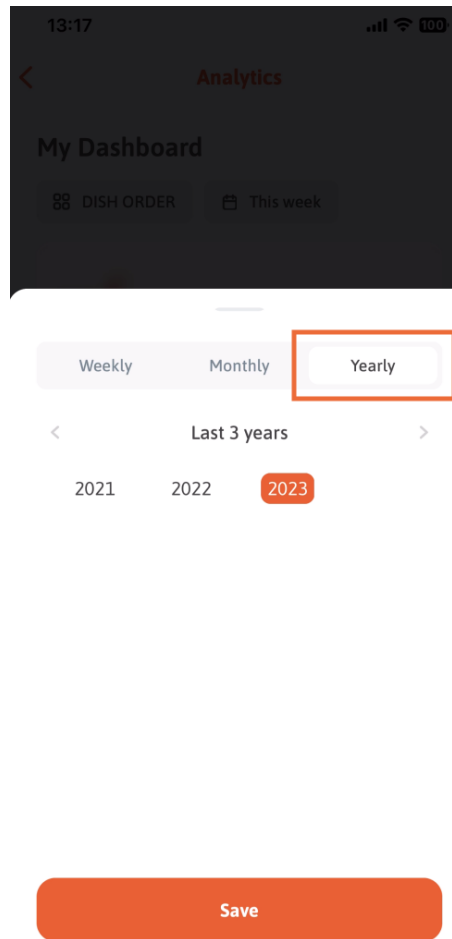 13:17 100
Analytics
My Dashboard
DISH ORDER This week
Weekly Monthly Yearly
Last 3 years
2021 2022 2023
Save